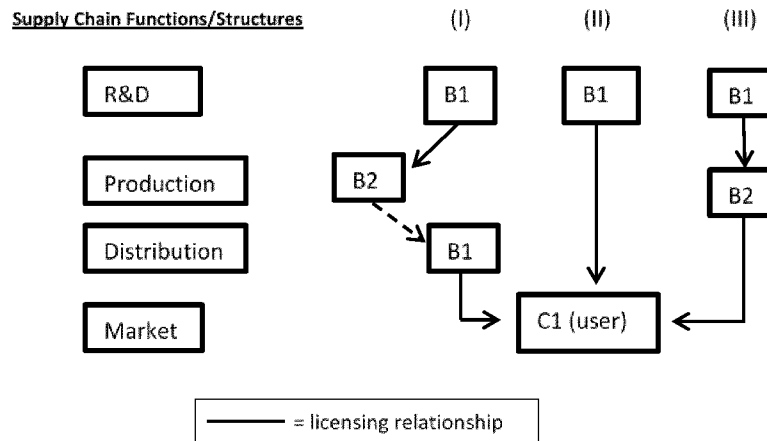 Supply Chain Functions/Structures (I) (II) (III)
R&D B1 B1 B1
Production B2 B2
Distribution B1
Market C1 (user)
= licensing relationship